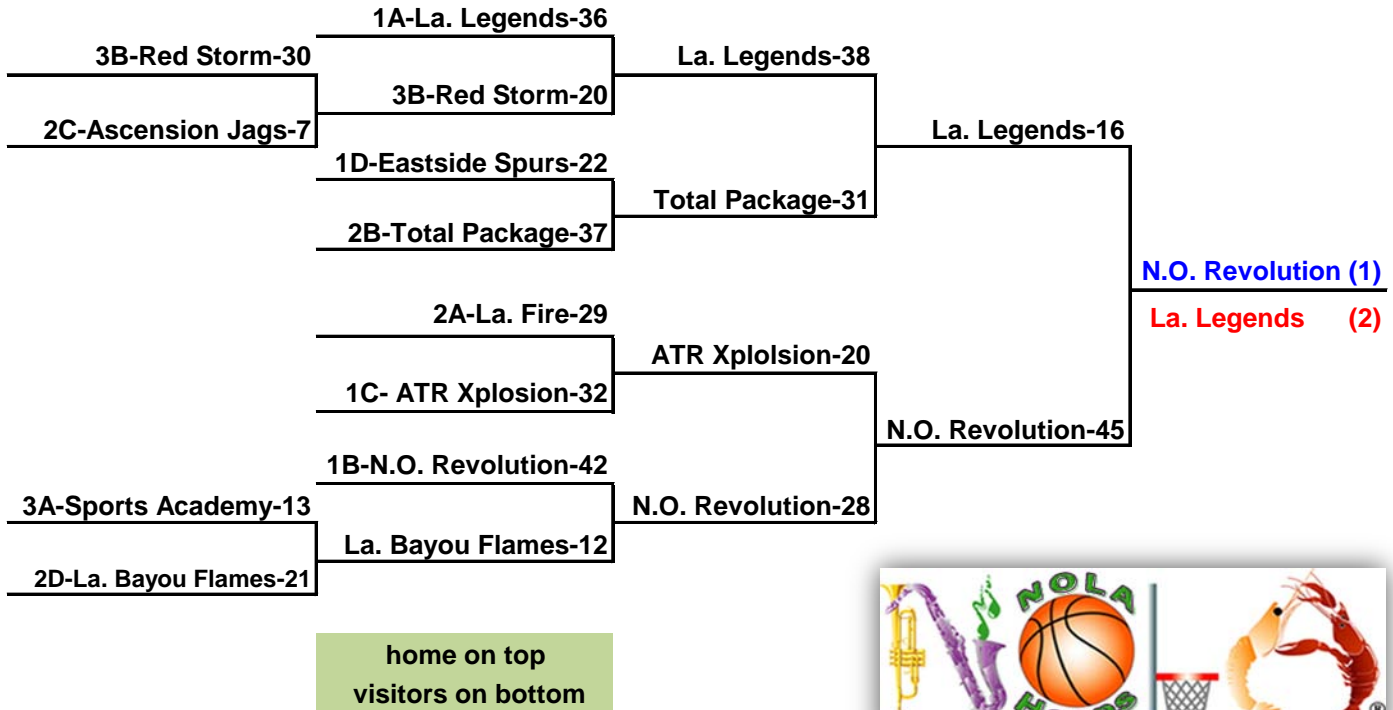 1A-La. Legends-36
3B-Red Storm-30
La. Legends-38
3B-Red Storm-20
2C-Ascension Jags-7
La. Legends-16
1D-Eastside Spurs-22
Total Package-31
2B-Total Package-37
N.O. Revolution (1)
2A-La. Fire-29
La. Legends (2)
ATR Xplolsion-20
1C- ATR Xplosion-32
N.O. Revolution-45
1B-N.O. Revolution-42
3A-Sports Academy-13
N.O. Revolution-28
La. Bayou Flames-12
2D-La. Bayou Flames-21
home on top
visitors on bottom
NOLA
®